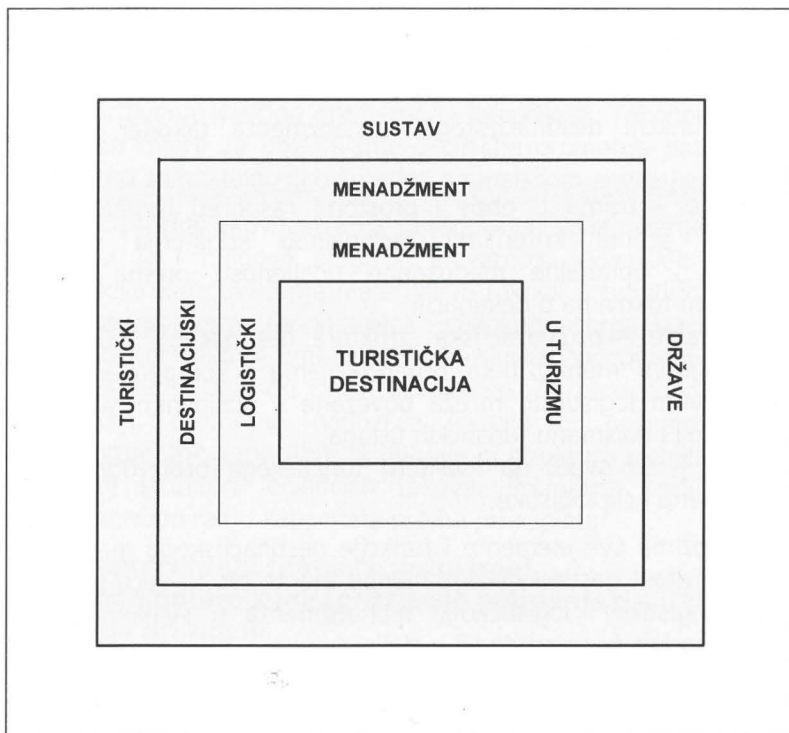 SUSTAV
MENADŽMENT
MENADŽMENT
TURISTIČKI
DESTINACIJSKI
LOGISTIČKI
TURISTIČKA
DESTINACIJA
U TURIZMU
DRŽAVE